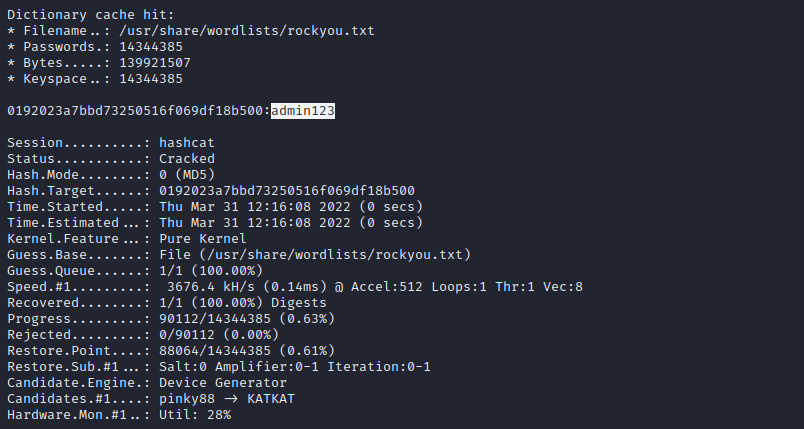 Dictionary cache hit:
* Filename..: /usr/share/wordlists/rockyou.txt
* Passwords.: 14344385
* Bytes.....: 139921507
* Keyspace..: 14344385
0192023a7bbd73250516f069df18b500:admin123
Session..........: hashcat
Status...........: Cracked
Hash.Mode........: 0 (MD5)
Hash.Target......: 0192023a7bbd73250516f069df18b500
Time.Started.....: Thu Mar 31 12:16:08 2022 (0 secs)
Time.Estimated...: Thu Mar 31 12:16:08 2022 (0 secs)
Kernel.Feature...: Pure Kernel
Guess.Base.......: File (/usr/share/wordlists/rockyou.txt)
Guess.Queue......: 1/1 (100.00%)
Speed.#1.........:  3676.4 kH/s (0.14ms) @ Accel:512 Loops:1 Thr:1 Vec:8
Recovered........: 1/1 (100.00%) Digests
Progress.........: 90112/14344385 (0.63%)
Rejected.........: 0/90112 (0.00%)
Restore.Point....: 88064/14344385 (0.61%)
Restore.Sub.#1...: Salt:0 Amplifier:0-1 Iteration:0-1
Candidate.Engine.: Device Generator
Candidates.#1....: pinky88 -> KATKAT
Hardware.Mon.#1..: Util: 28%